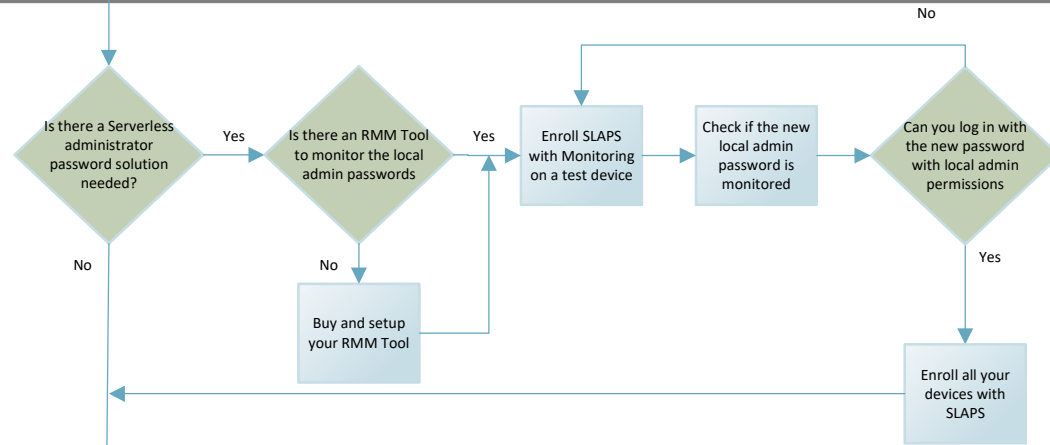 No
Is there a Serverless
administrator
password solution
needed?
Yes
Is there an RMM Tool
to monitor the local
admin passwords
Yes
Enroll SLAPS
with Monitoring
on a test device
Check if the new
local admin
password is
monitored
Can you log in with
the new password
with local admin
permissions
No
No
Yes
Buy and setup
your RMM Tool
Enroll all your
devices with
SLAPS